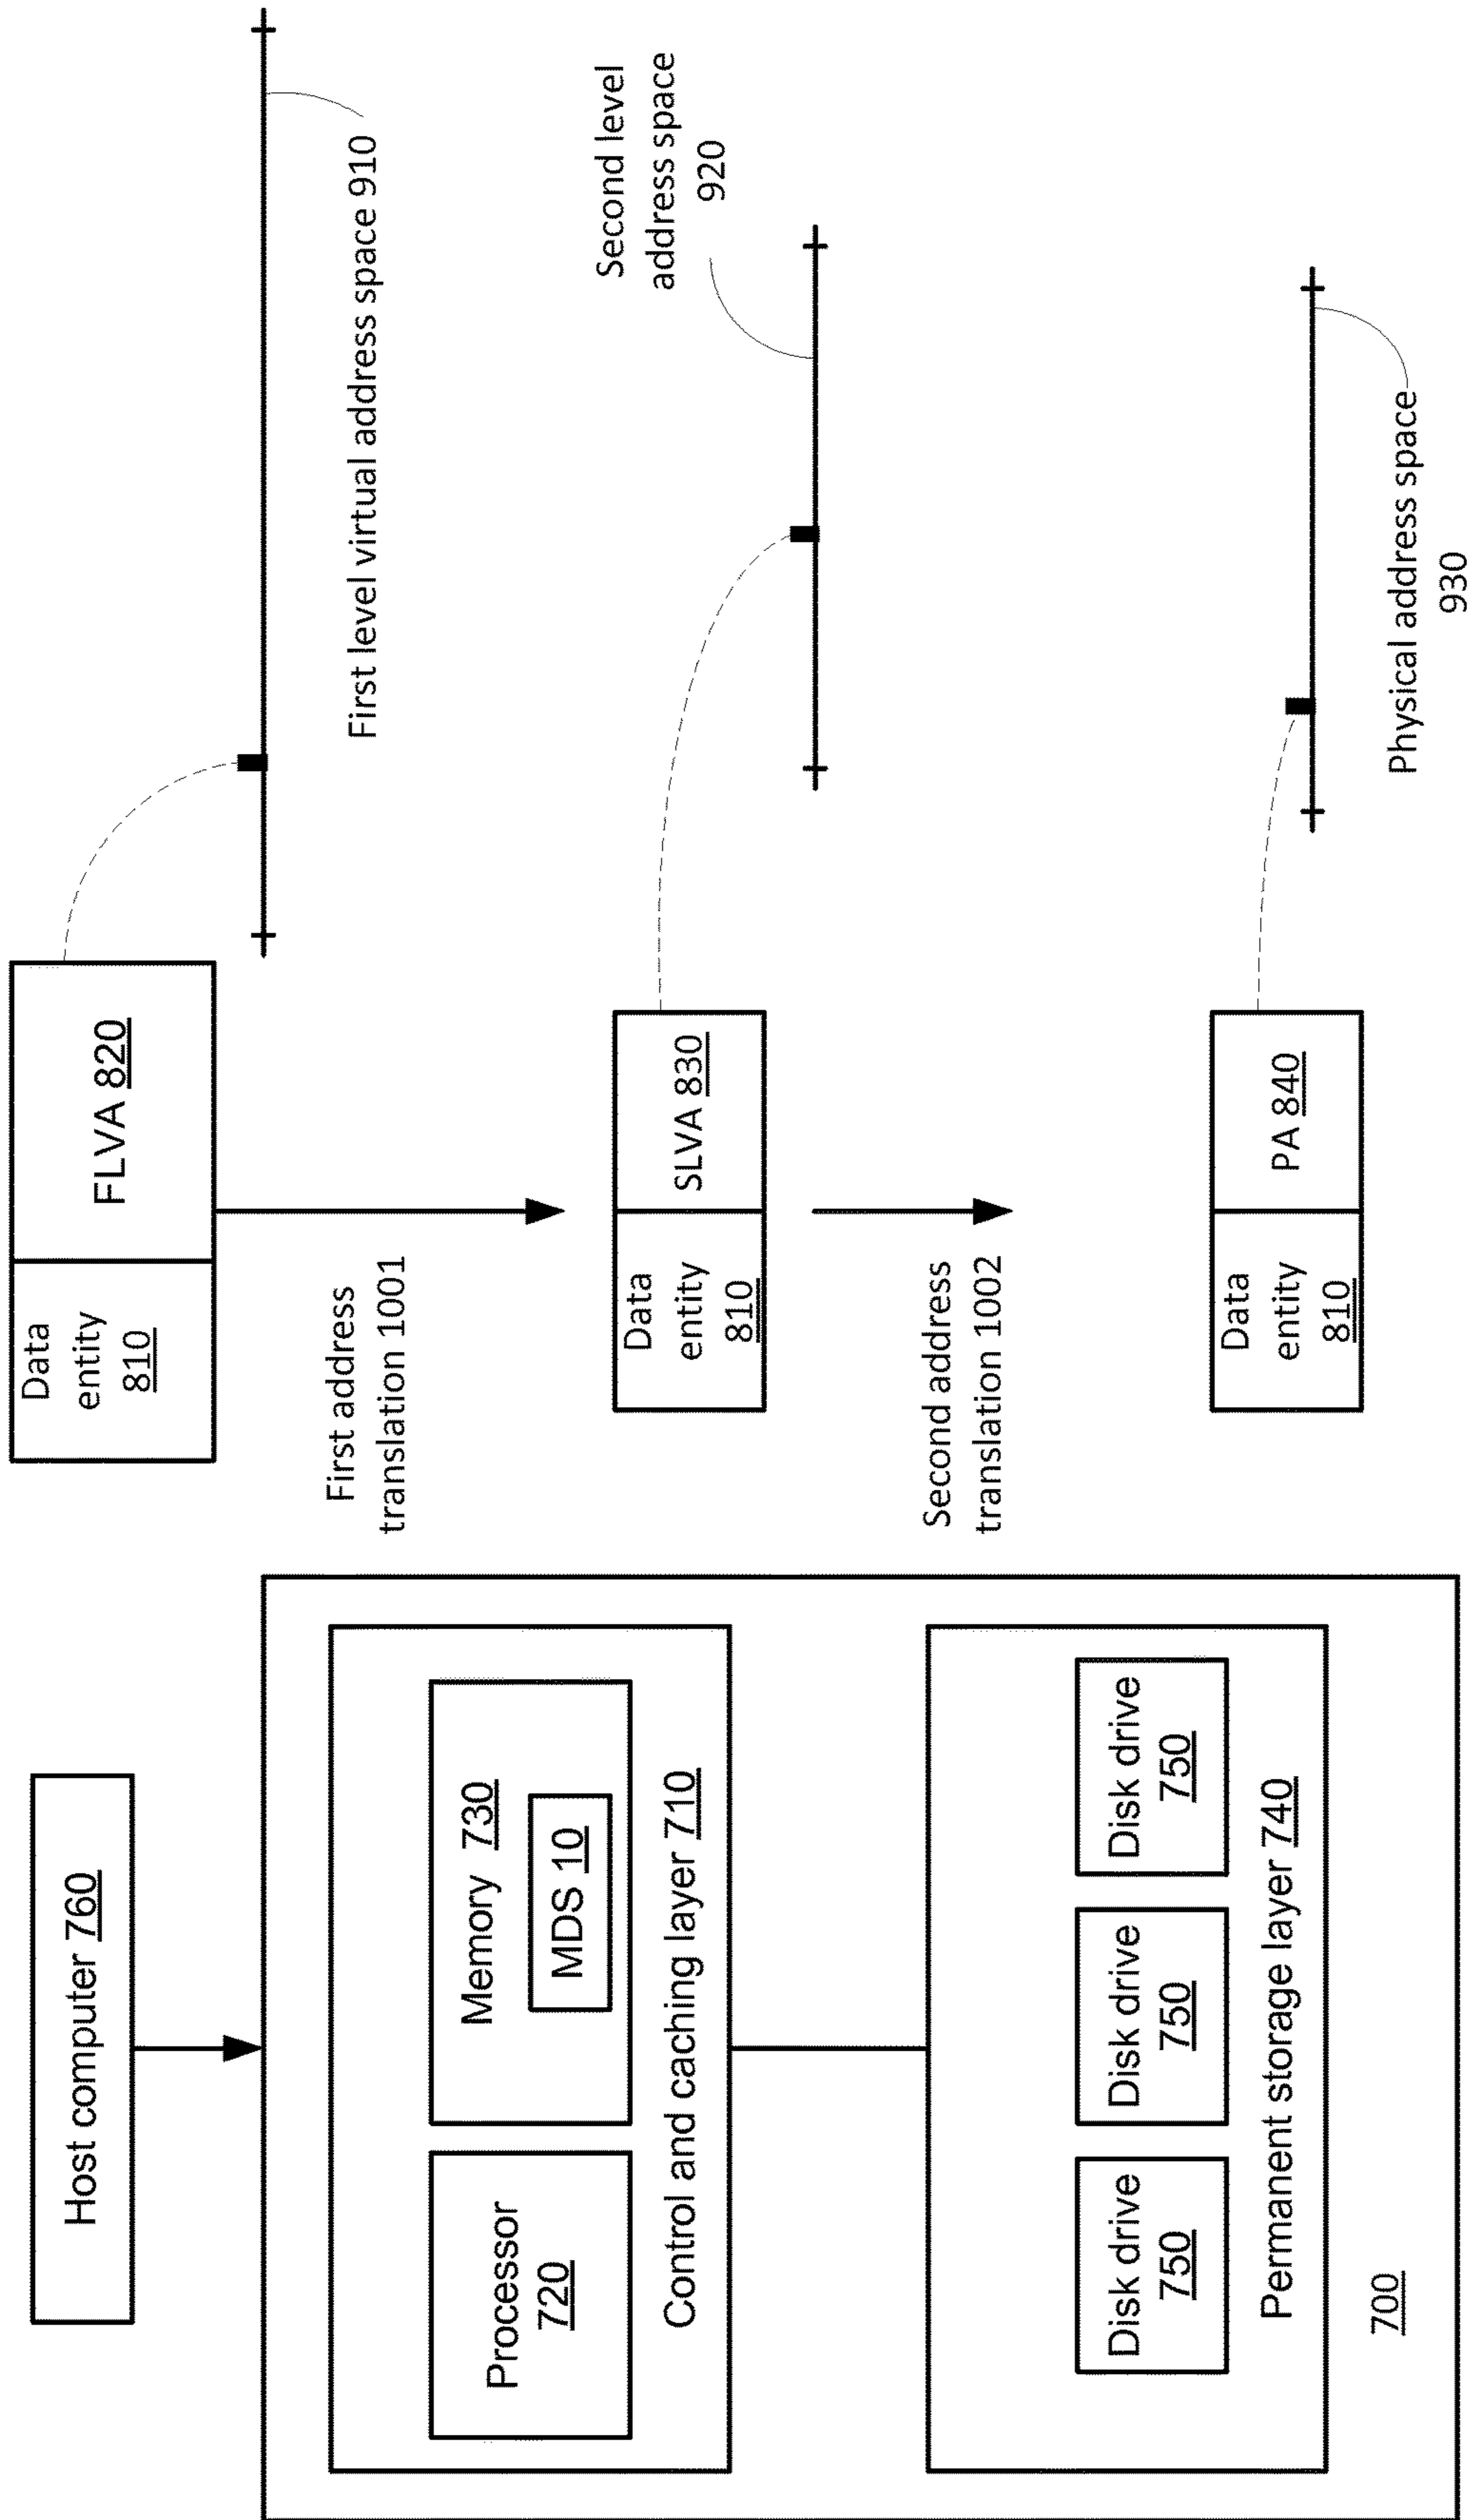 Host computer 760
Processor
720
Memory 730
MDS 10
Control and caching layer 710
Disk drive
750
Disk drive
750
Disk drive
750
Permanent storage layer 740
700
Data
entity
810
FLVA 820
First address
translation 1001
Data
entity
810
SLVA 830
Second address
translation 1002
Data
entity
810
PA 840
First level virtual address space 910
Second level
address space
920
Physical address space
930